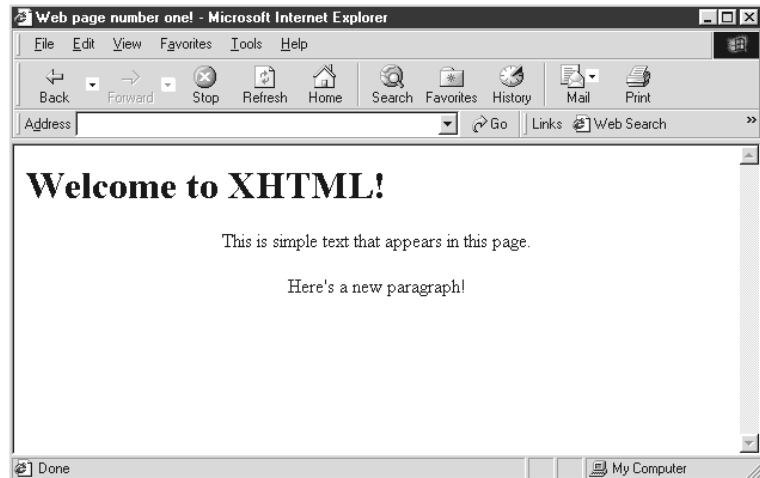 Web page number one! - Microsoft Internet Explorer
File Edit View Favorites Tools Help
Back Forward Stop Refresh Home Search Favorites History Mail Print
Address Go Links Web Search »
Welcome to XHTML!
This is simple text that appears in this page.
Here's a new paragraph!
Done My Computer